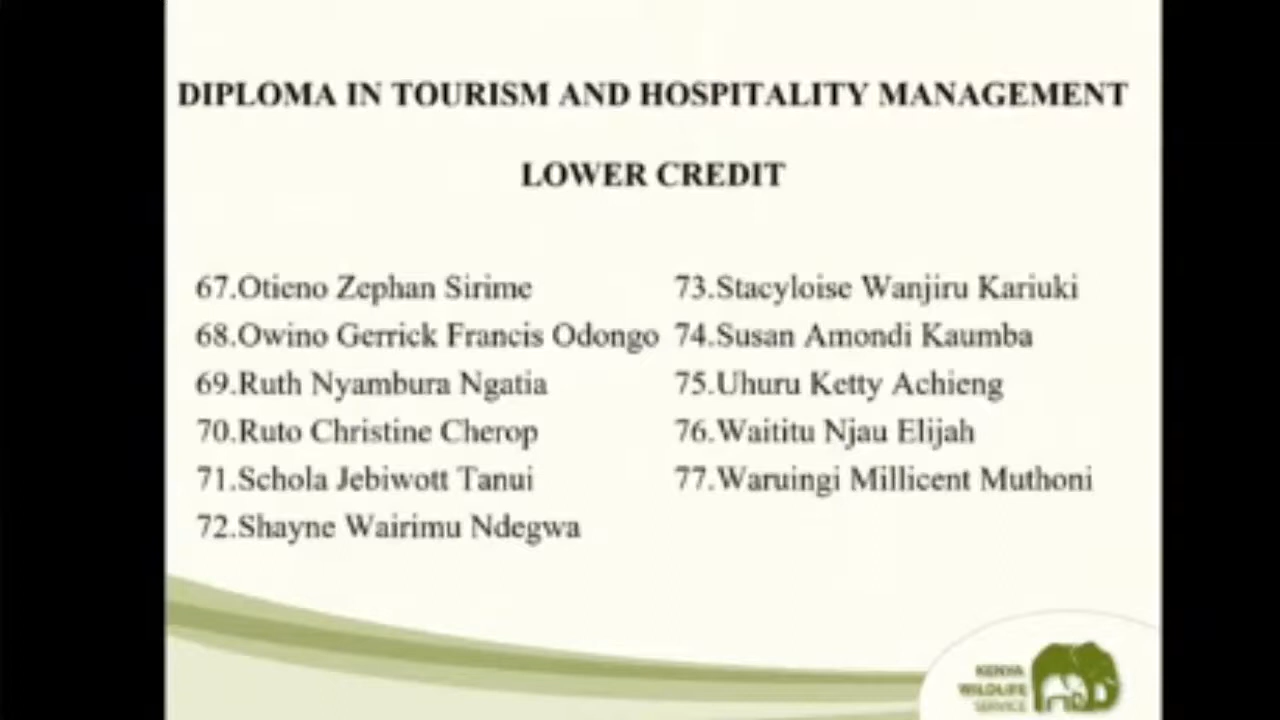 DIPLOMA IN TOURISM AND HOSPITALITY MANAGEMENT
LOWER CREDIT
67.Otieno Zephan Sirime
68.Owino Gerrick Francis Odongo
69.Ruth Nyambura Ngatia
70.Ruto Christine Cherop
71.Schola Jebiwott Tanui
72.Shayne Wairimu Ndegwa
73.Stacyloise Wanjiru Kariuki
74.Susan Amondi Kaumba
75.Uhuru Ketty Achieng
76.Waititu Njau Elijah
77.Waruingi Millicent Muthoni
KENYA
WILDLIFE
SERVICE